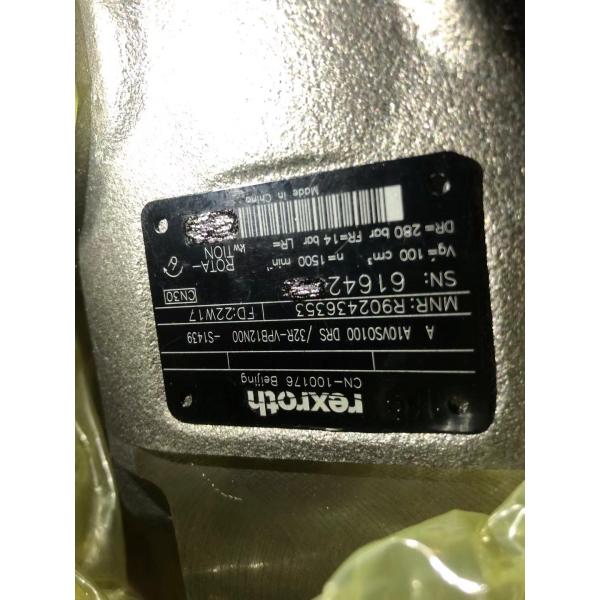 rexroth
CN-100176 Beijing
A A10VSO100 DRS /32R-VPB12N00 -S1439
MNR: R902436353 FD:22W17 CN30
SN: 61642
Vg= 100 cm³ n=1500 min⁻¹ ROTA-TION
DR= 280 bar FR=14 bar LR= kw
Made in China